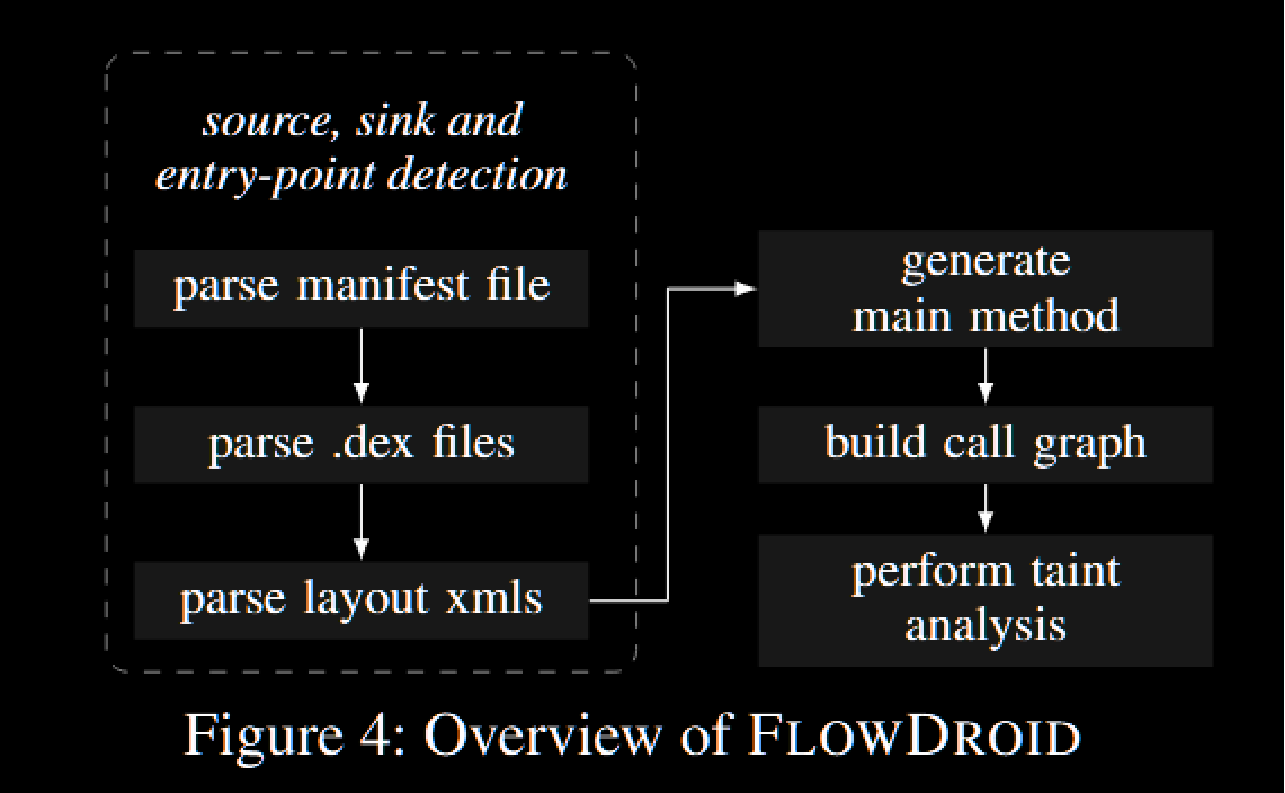 source, sink and
entry-point detection
parse manifest file
parse .dex files
parse layout xmls
generate
main method
build call graph
perform taint
analysis
Figure 4: Overview of FLOWDROID